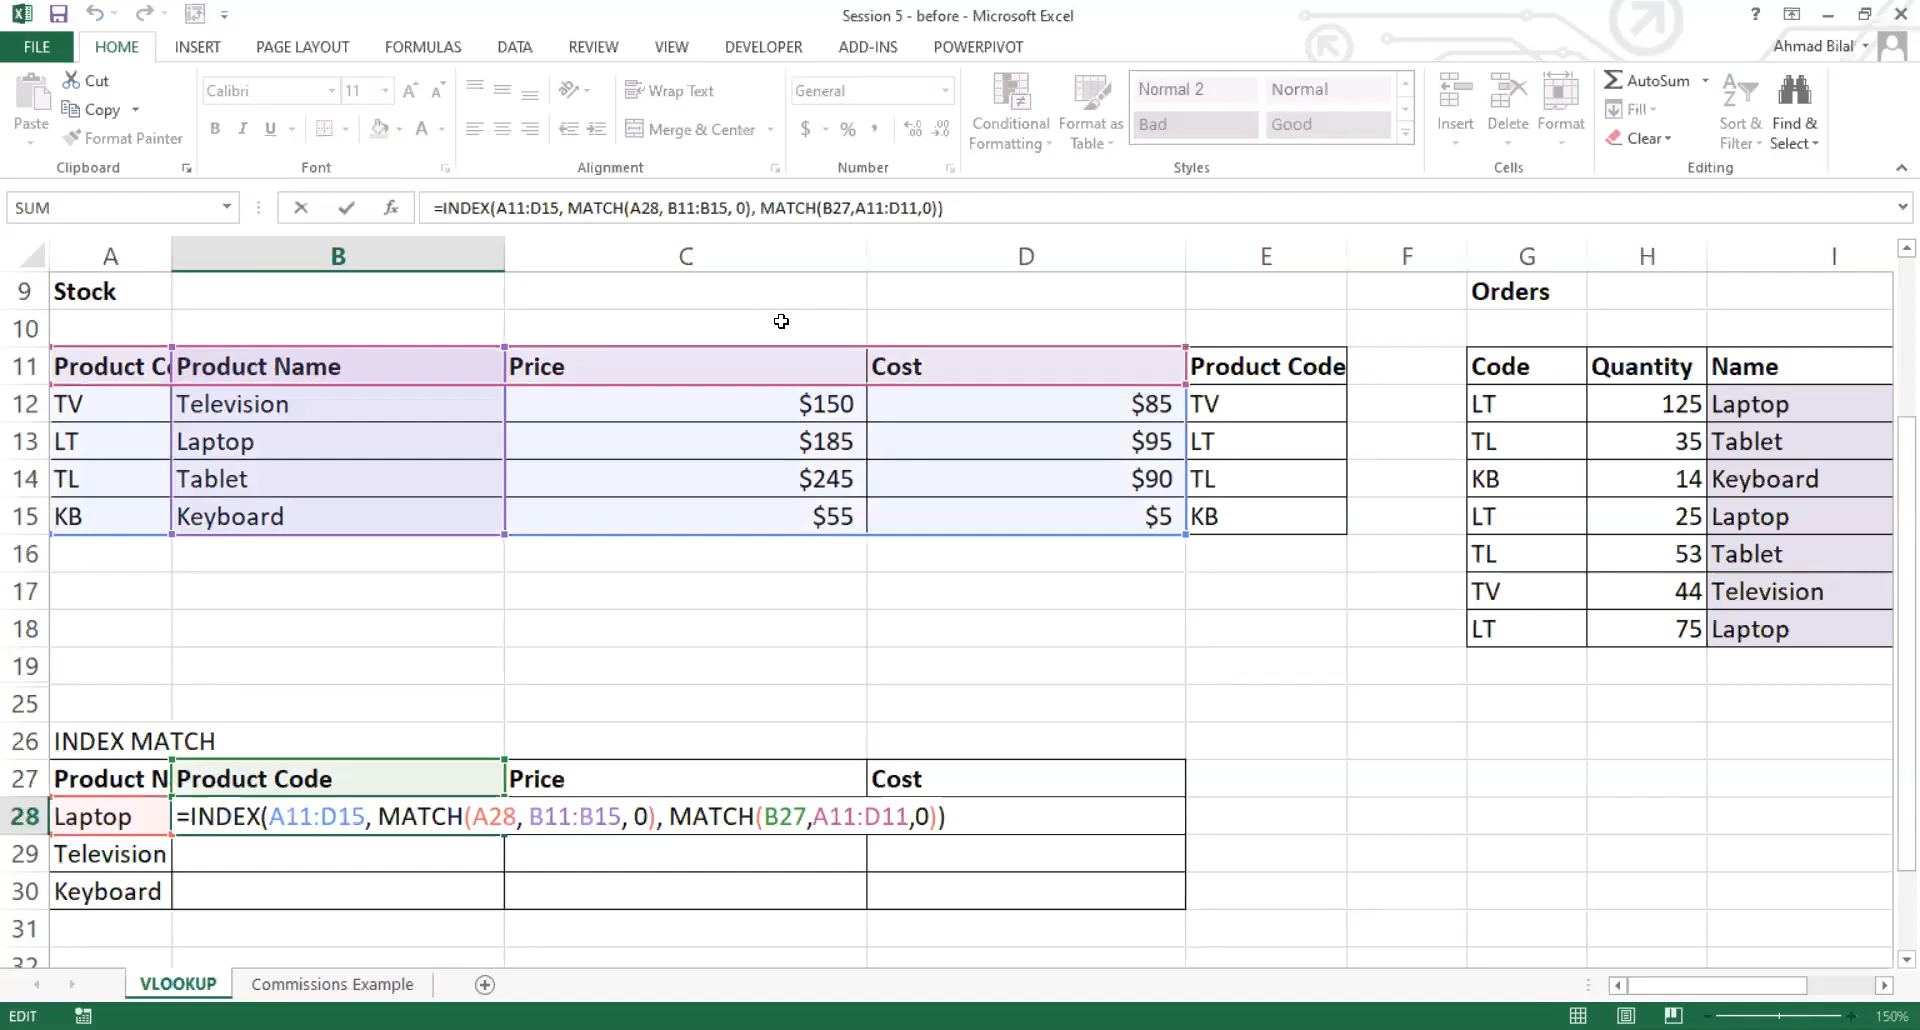 Session 5 - before - Microsoft Excel
?
FILE HOME INSERT PAGE LAYOUT FORMULAS DATA REVIEW VIEW DEVELOPER ADD-INS POWERPIVOT Ahmad Bilal
Paste
Cut
Copy
Format Painter
Clipboard
Calibri 11
B I U A
Font
Wrap Text
Merge & Center
Alignment
General
$ % ,
Number
Conditional Formatting
Format as Table
Normal 2 Normal
Bad Good
Styles
Insert Delete Format
Cells
AutoSum
Fill
Clear
Sort & Filter
Find & Select
Editing
SUM fx =INDEX(A11:D15, MATCH(A28, B11:B15, 0), MATCH(B27,A11:D11,0))
A B C D E F G H I
9 Stock Orders
10
11 Product C Product Name Price Cost Product Code Code Quantity Name
12 TV Television $150 $85 TV LT 125 Laptop
13 LT Laptop $185 $95 LT TL 35 Tablet
14 TL Tablet $245 $90 TL KB 14 Keyboard
15 KB Keyboard $55 $5 KB LT 25 Laptop
16 TL 53 Tablet
17 TV 44 Television
18 LT 75 Laptop
19
25
26 INDEX MATCH
27 Product N Product Code Price Cost
28 Laptop =INDEX(A11:D15, MATCH(A28, B11:B15, 0), MATCH(B27,A11:D11,0))
29 Television
30 Keyboard
31
32
VLOOKUP Commissions Example
EDIT 150%